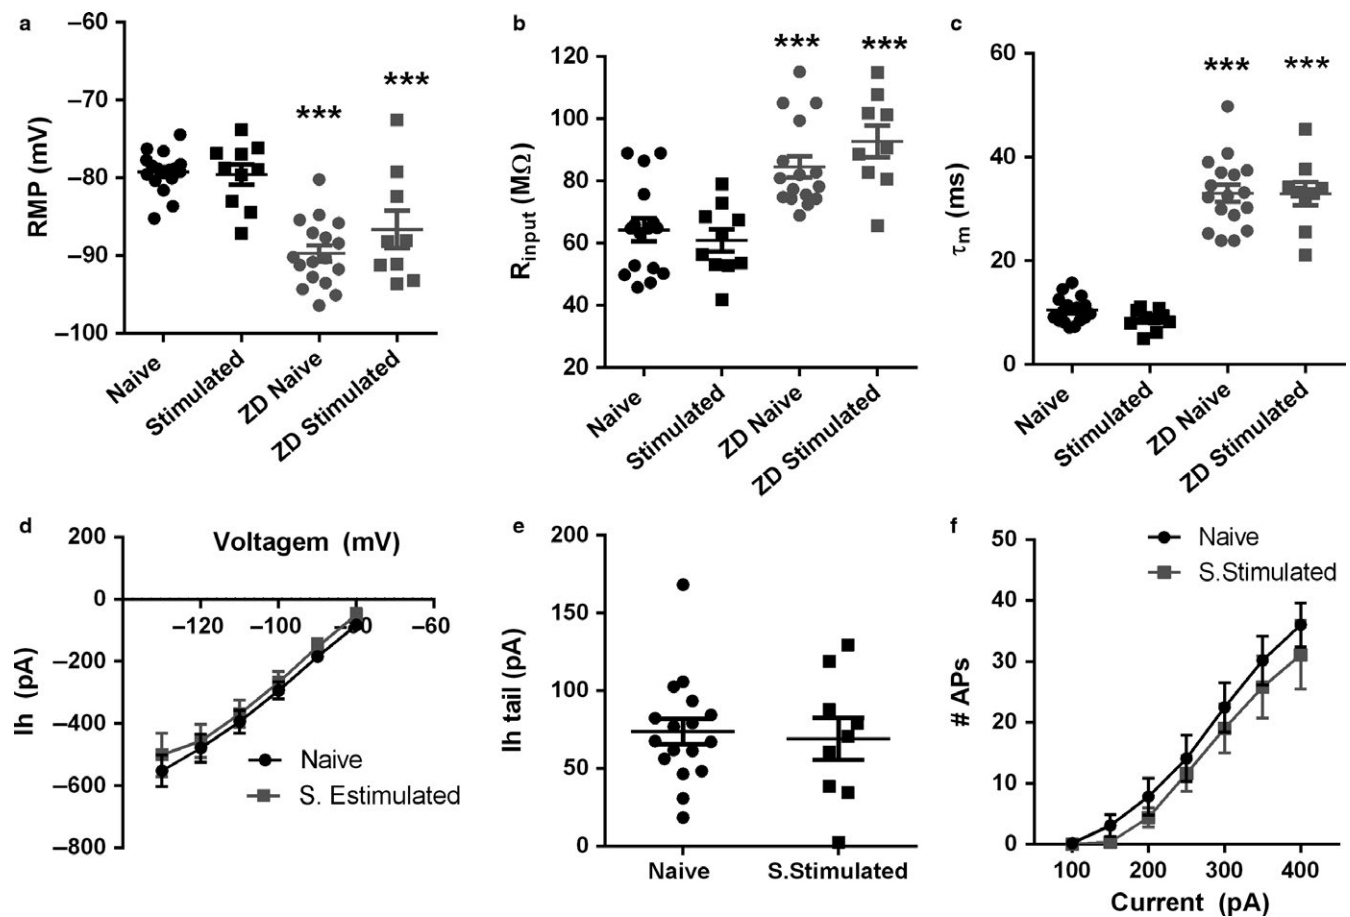 a
RMP (mV)
–60
–70
–80
–90
–100
***
***
Naive
Stimulated
ZD Naive
ZD Stimulated
b
Rinput (MΩ)
120
100
80
60
40
20
***
***
Naive
Stimulated
ZD Naive
ZD Stimulated
c
τm (ms)
60
40
20
0
***
***
Naive
Stimulated
ZD Naive
ZD Stimulated
d
Voltagem (mV)
Ih (pA)
200
0
–200
–400
–600
–800
–120
–100
–80
–60
Naive
S. Estimulated
e
Ih tail (pA)
200
150
100
50
0
Naive
S.Stimulated
f
# APs
50
40
30
20
10
0
Naive
S.Stimulated
100
200
300
400
Current (pA)